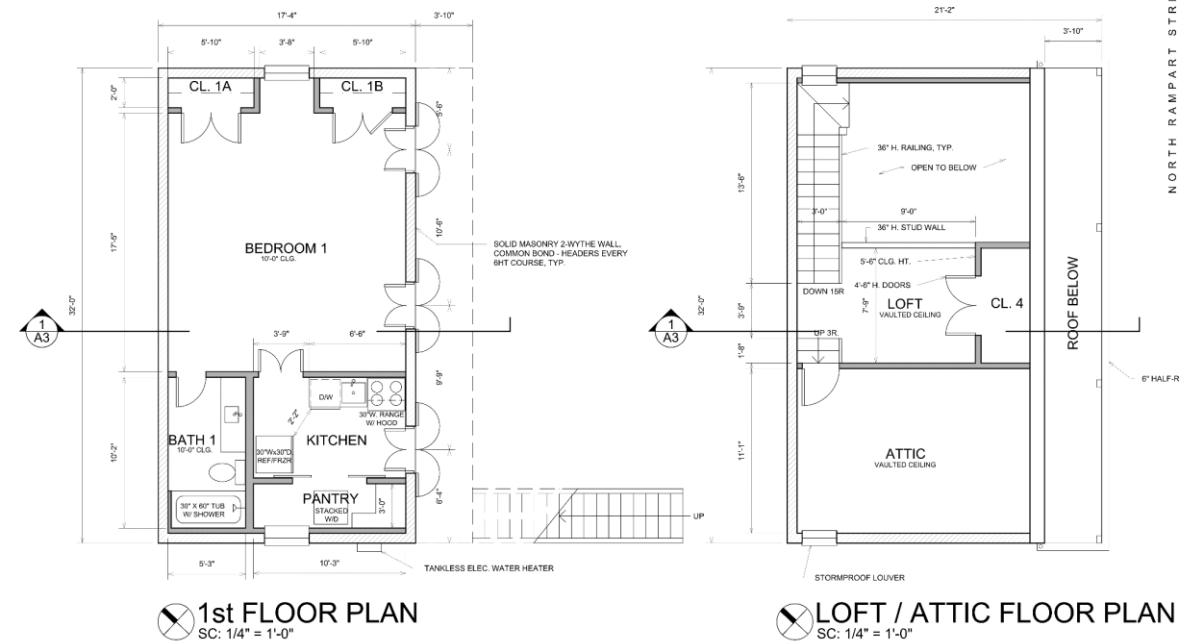 17'-4"
3'-10"
5'-10"
3'-8"
5'-10"
CL. 1A
CL. 1B
2'-0"
5'-6"
17'-5"
32'-0"
BEDROOM 1
10'-0" CLG.
10'-6"
SOLID MASONRY 2-WYTHE WALL,
COMMON BOND - HEADERS EVERY
6HT COURSE, TYP.
1
A3
3'-9"
6'-6"
9'-9"
D/W
30"W. RANGE
W/ HOOD
2'-2"
BATH 1
10'-0" CLG.
KITCHEN
30"Wx30"D.
REF/FRZR
10'-2"
PANTRY
STACKED
W/D
3'-0"
6'-4"
UP
TANKLESS ELEC. WATER HEATER
5'-3"
10'-3"
1st FLOOR PLAN
SC: 1/4" = 1'-0"
21'-2"
3'-10"
NORTH RAMPART STRE
36" H. RAILING, TYP.
OPEN TO BELOW
13'-6"
3'-0"
9'-0"
36" H. STUD WALL
5'-6" CLG. HT.
4'-6" H. DOORS
DOWN 15R
7'-9"
LOFT
VAULTED CEILING
CL. 4
ROOF BELOW
32'-0"
3'-9"
1
A3
UP 3R.
1'-8"
6" HALF-R
ATTIC
VAULTED CEILING
11'-1"
STORMPROOF LOUVER
LOFT / ATTIC FLOOR PLAN
SC: 1/4" = 1'-0"